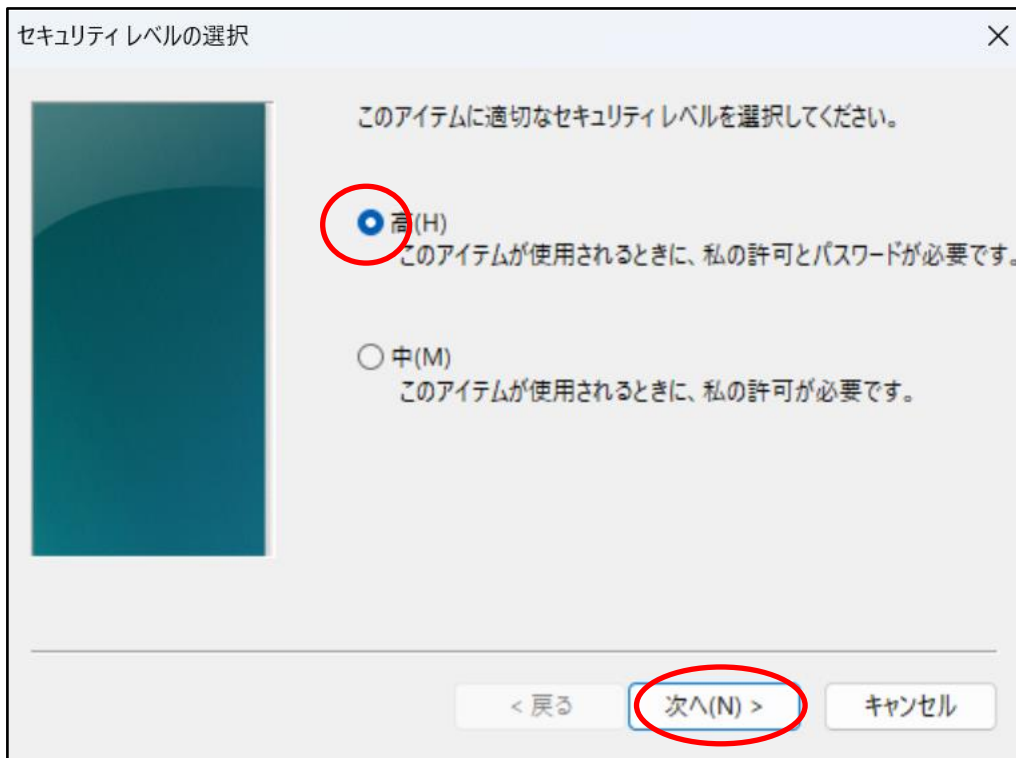 セキュリティ レベルの選択
このアイテムに適切なセキュリティ レベルを選択してください。
高(H)
このアイテムが使用されるときに、私の許可とパスワードが必要です。
中(M)
このアイテムが使用されるときに、私の許可が必要です。
< 戻る 次へ(N) > キャンセル